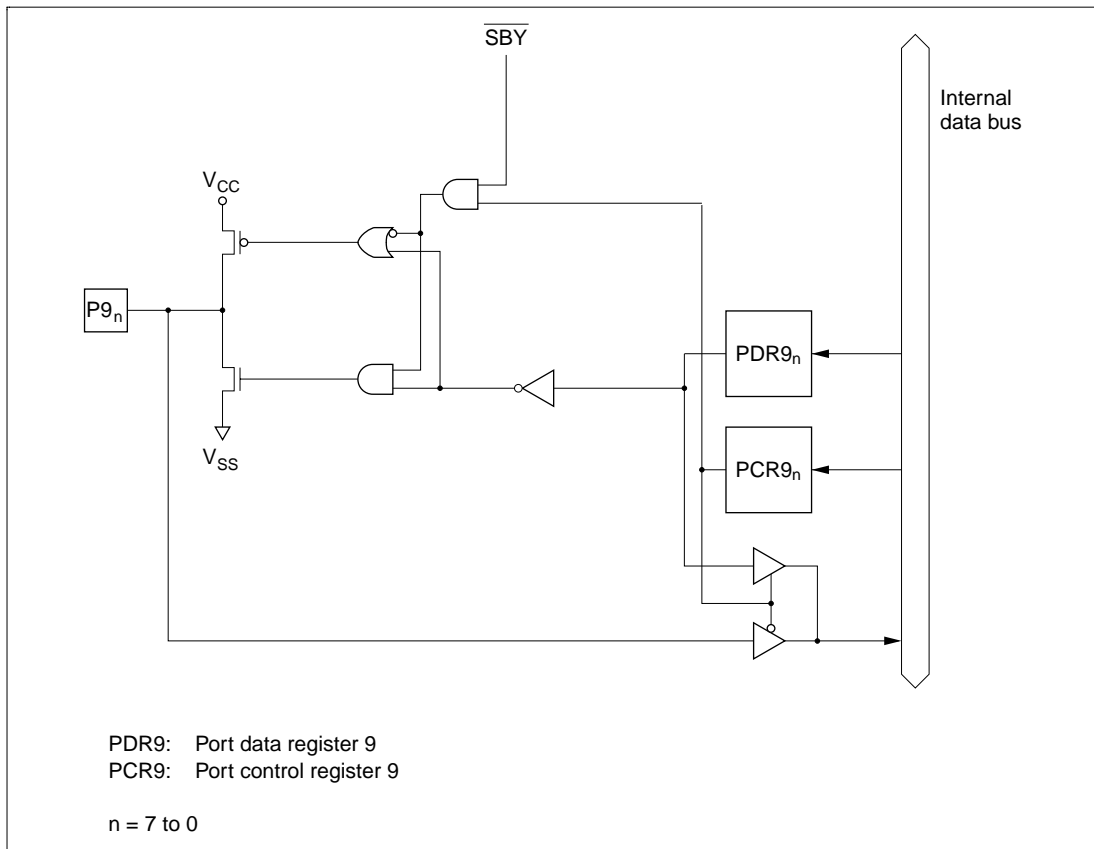 SBY
Internal
data bus
VCC
P9n
PDR9n
PCR9n
VSS
PDR9: Port data register 9
PCR9: Port control register 9
n = 7 to 0